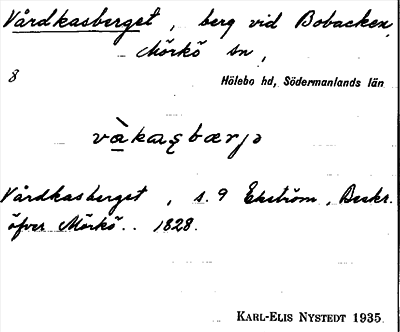 Vårdkasberget, berg vid Bobacken,
Mörkö sn,
8 Hölebo hd, Södermanlands län
Vårdkasberget, s. 9 Ekström, Beskr.
öfver Mörkö.. 1828.
KARL-ELIS NYSTEDT 1935